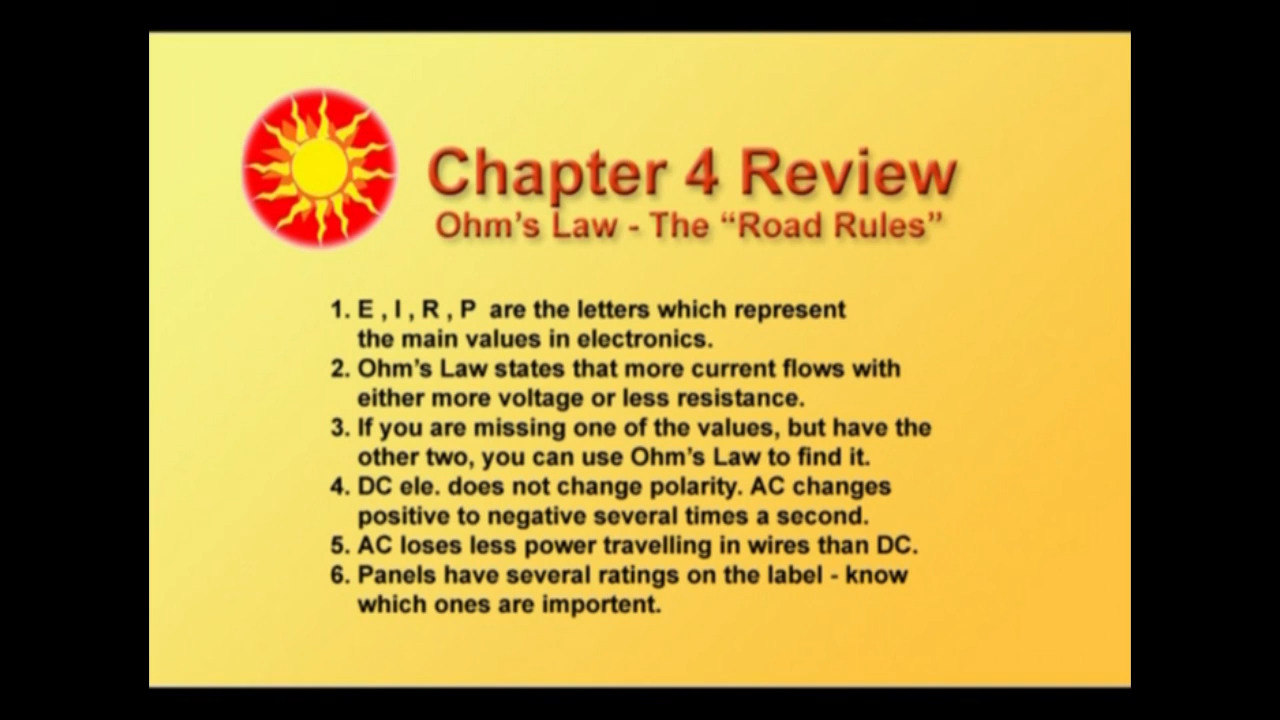 Chapter 4 Review
Ohm's Law - The “Road Rules”
1. E , I , R , P are the letters which represent
the main values in electronics.
2. Ohm's Law states that more current flows with
either more voltage or less resistance.
3. If you are missing one of the values, but have the
other two, you can use Ohm's Law to find it.
4. DC ele. does not change polarity. AC changes
positive to negative several times a second.
5. AC loses less power travelling in wires than DC.
6. Panels have several ratings on the label - know
which ones are importent.